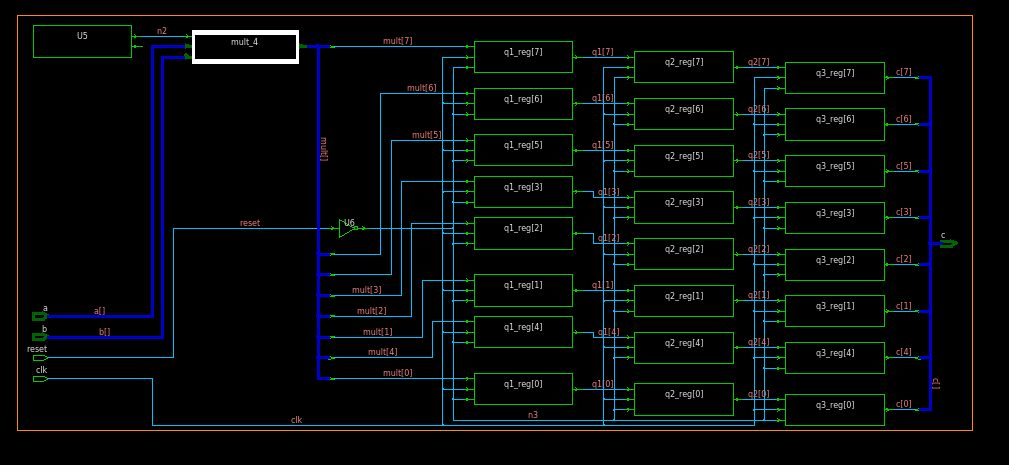 U5
n2
mult_4
mult[7]
q1_reg[7]
q1[7]
q2_reg[7]
q2[7]
q3_reg[7]
c[7]
mult[6]
q1_reg[6]
q1[6]
q2_reg[6]
q2[6]
q3_reg[6]
c[6]
mult[5]
q1_reg[5]
q1[5]
q2_reg[5]
q2[5]
q3_reg[5]
c[5]
mult[]
q1_reg[3]
q1[3]
q2_reg[3]
q2[3]
q3_reg[3]
c[3]
reset
U6
q1_reg[2]
q1[2]
q2_reg[2]
q2[2]
q3_reg[2]
c[2]
c
mult[3]
q1_reg[1]
q1[1]
q2_reg[1]
q2[1]
q3_reg[1]
c[1]
a
a[]
mult[2]
b
b[]
mult[1]
q1_reg[4]
q1[4]
q2_reg[4]
q2[4]
q3_reg[4]
c[4]
reset
mult[4]
clk
mult[0]
q1_reg[0]
q1[0]
q2_reg[0]
q2[0]
q3_reg[0]
c[0]
c[]
n3
clk